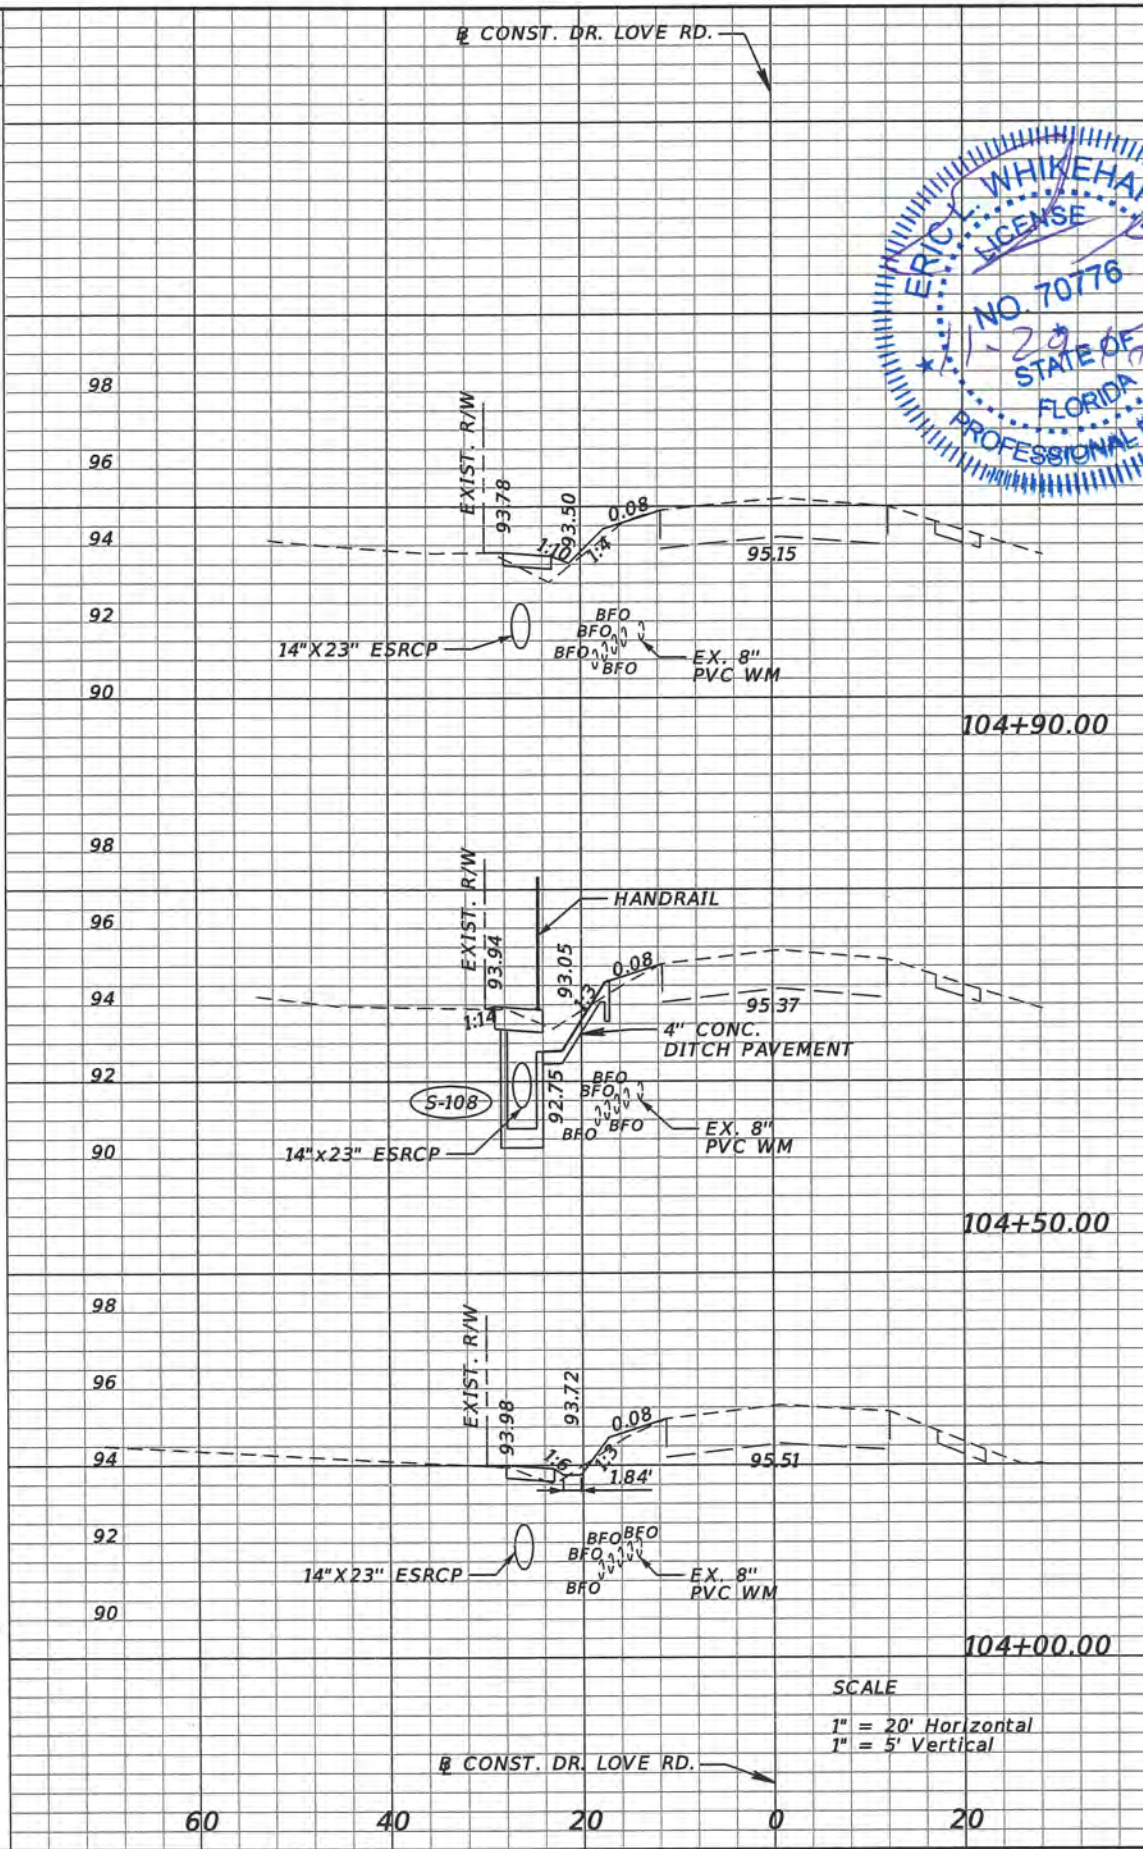 ℄ CONST. DR. LOVE RD.
ERIC L. WHIKEHA
LICENSE
NO. 70776
★
STATE OF
FLORIDA
PROFESSIONAL
98
96
94
92
90
EXIST. R/W
93.78
93.50
1:10
1:4
0.08
95.15
14"X23" ESRCP
BFO
BFO
BFO
BFO
EX. 8"
PVC WM
104+90.00
98
96
94
92
90
EXIST. R/W
93.94
HANDRAIL
93.05
0.08
1:14
1:3
95.37
4" CONC.
DITCH PAVEMENT
S-108
92.75
14"x23" ESRCP
BFO
BFO
BFO
BFO
EX. 8"
PVC WM
104+50.00
98
96
94
92
90
EXIST. R/W
93.98
93.72
0.08
1:6
1:3
95.51
1.84'
14"X23" ESRCP
BFO
BFO
BFO
BFO
EX. 8"
PVC WM
104+00.00
SCALE
1" = 20' Horizontal
1" = 5' Vertical
℄ CONST. DR. LOVE RD.
60 40 20 0 20